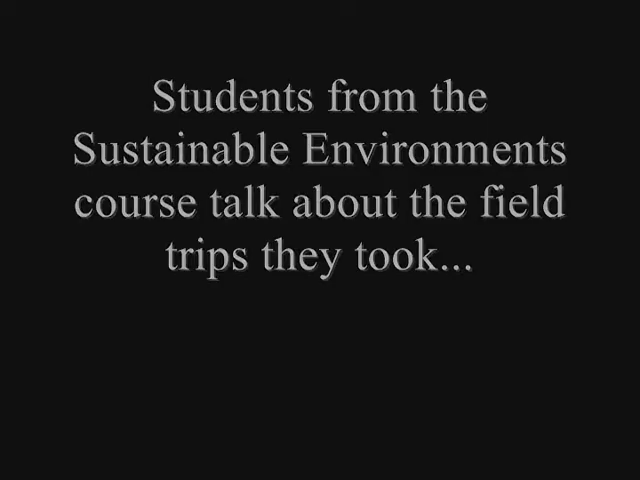 Students from the
Sustainable Environments
course talk about the field
trips they took...